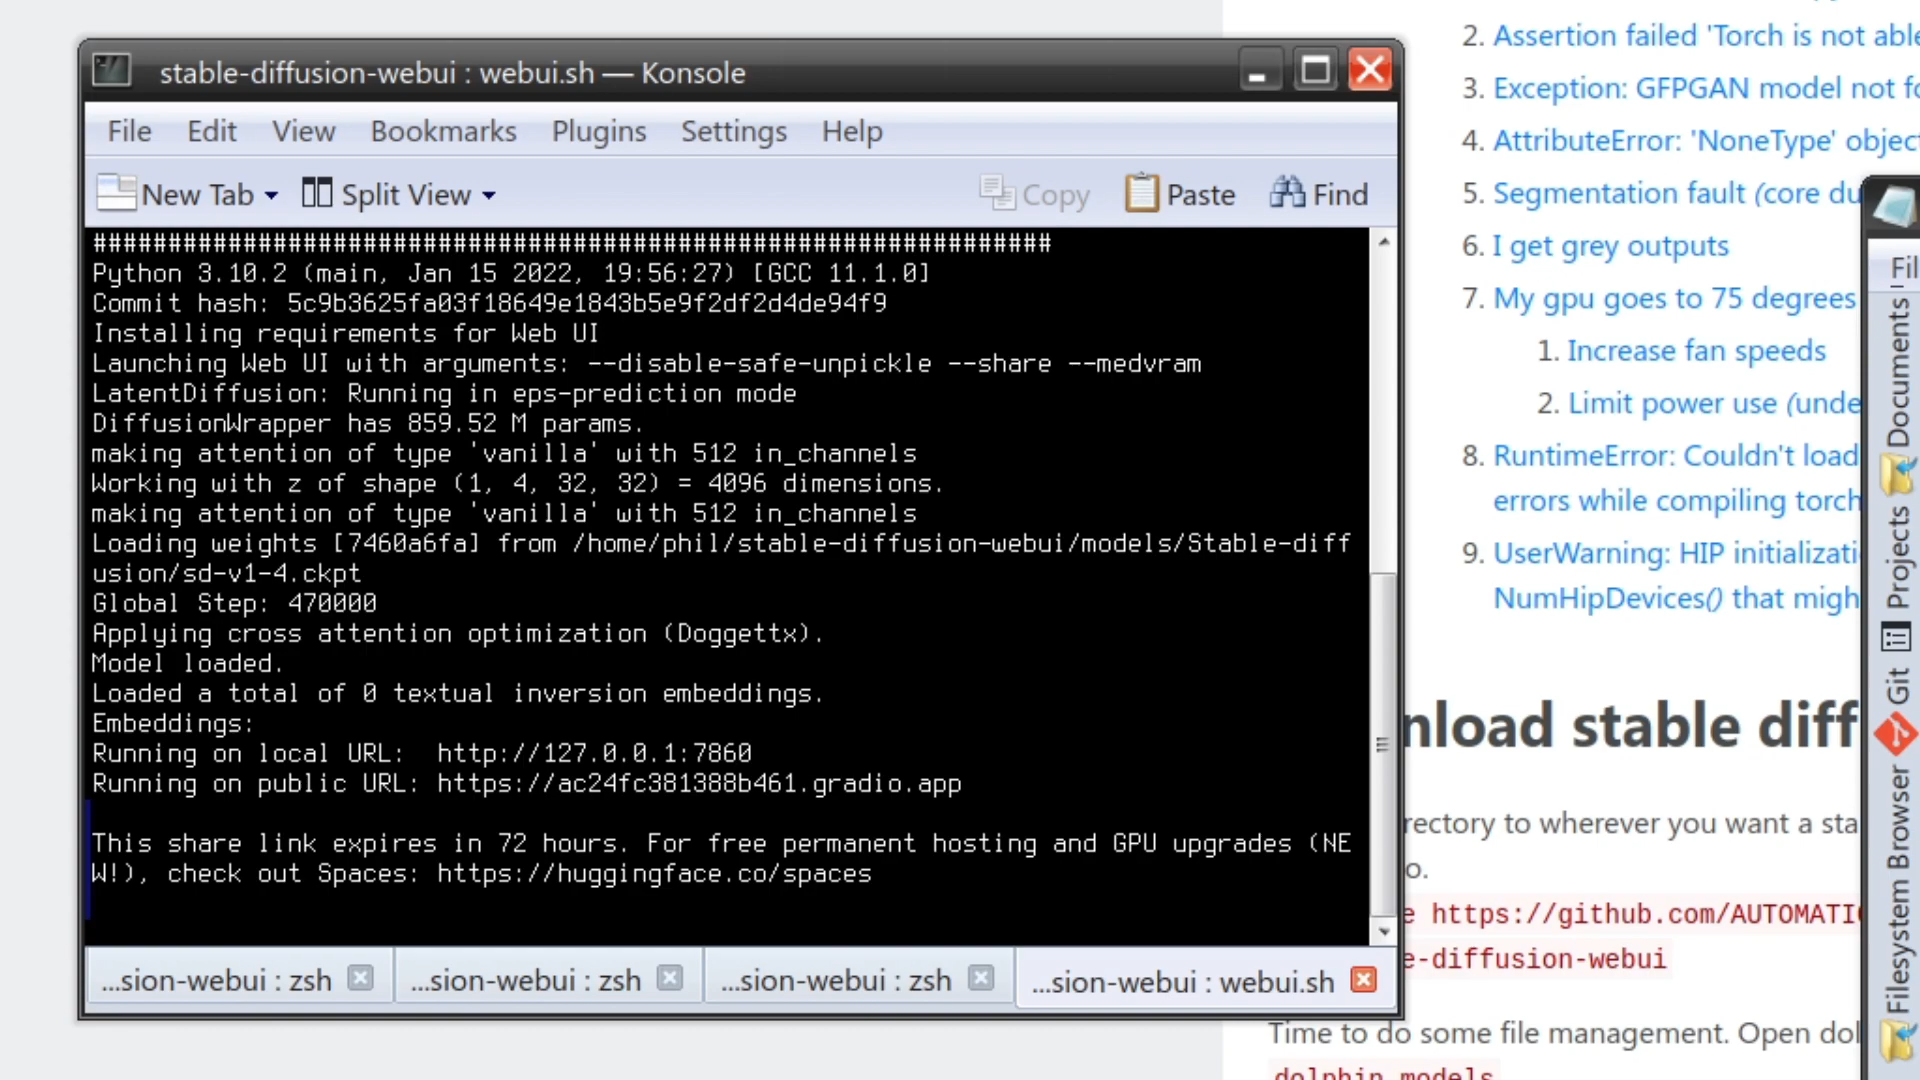 stable-diffusion-webui : webui.sh — Konsole
File Edit View Bookmarks Plugins Settings Help
New Tab Split View Copy Paste Find
################################################################
Python 3.10.2 (main, Jan 15 2022, 19:56:27) [GCC 11.1.0]
Commit hash: 5c9b3625fa03f18649e1843b5e9f2df2d4de94f9
Installing requirements for Web UI
Launching Web UI with arguments: --disable-safe-unpickle --share --medvram
LatentDiffusion: Running in eps-prediction mode
DiffusionWrapper has 859.52 M params.
making attention of type 'vanilla' with 512 in_channels
Working with z of shape (1, 4, 32, 32) = 4096 dimensions.
making attention of type 'vanilla' with 512 in_channels
Loading weights [7460a6fa] from /home/phil/stable-diffusion-webui/models/Stable-diff
usion/sd-v1-4.ckpt
Global Step: 470000
Applying cross attention optimization (Doggettx).
Model loaded.
Loaded a total of 0 textual inversion embeddings.
Embeddings:
Running on local URL:  http://127.0.0.1:7860
Running on public URL: https://ac24fc381388b461.gradio.app
This share link expires in 72 hours. For free permanent hosting and GPU upgrades (NE
W!), check out Spaces: https://huggingface.co/spaces
...sion-webui : zsh ...sion-webui : zsh ...sion-webui : zsh ...sion-webui : webui.sh
2. Assertion failed 'Torch is not able
3. Exception: GFPGAN model not fo
4. AttributeError: 'NoneType' object
5. Segmentation fault (core du
6. I get grey outputs
7. My gpu goes to 75 degrees
1. Increase fan speeds
2. Limit power use (unde
8. RuntimeError: Couldn't load
errors while compiling torch
9. UserWarning: HIP initializati
NumHipDevices() that migh
nload stable diff
rectory to wherever you want a sta
o.
e https://github.com/AUTOMATIC
e-diffusion-webui
Time to do some file management. Open dol
dolphin models
Fil
Documents
Projects
Git
Filesystem Browser